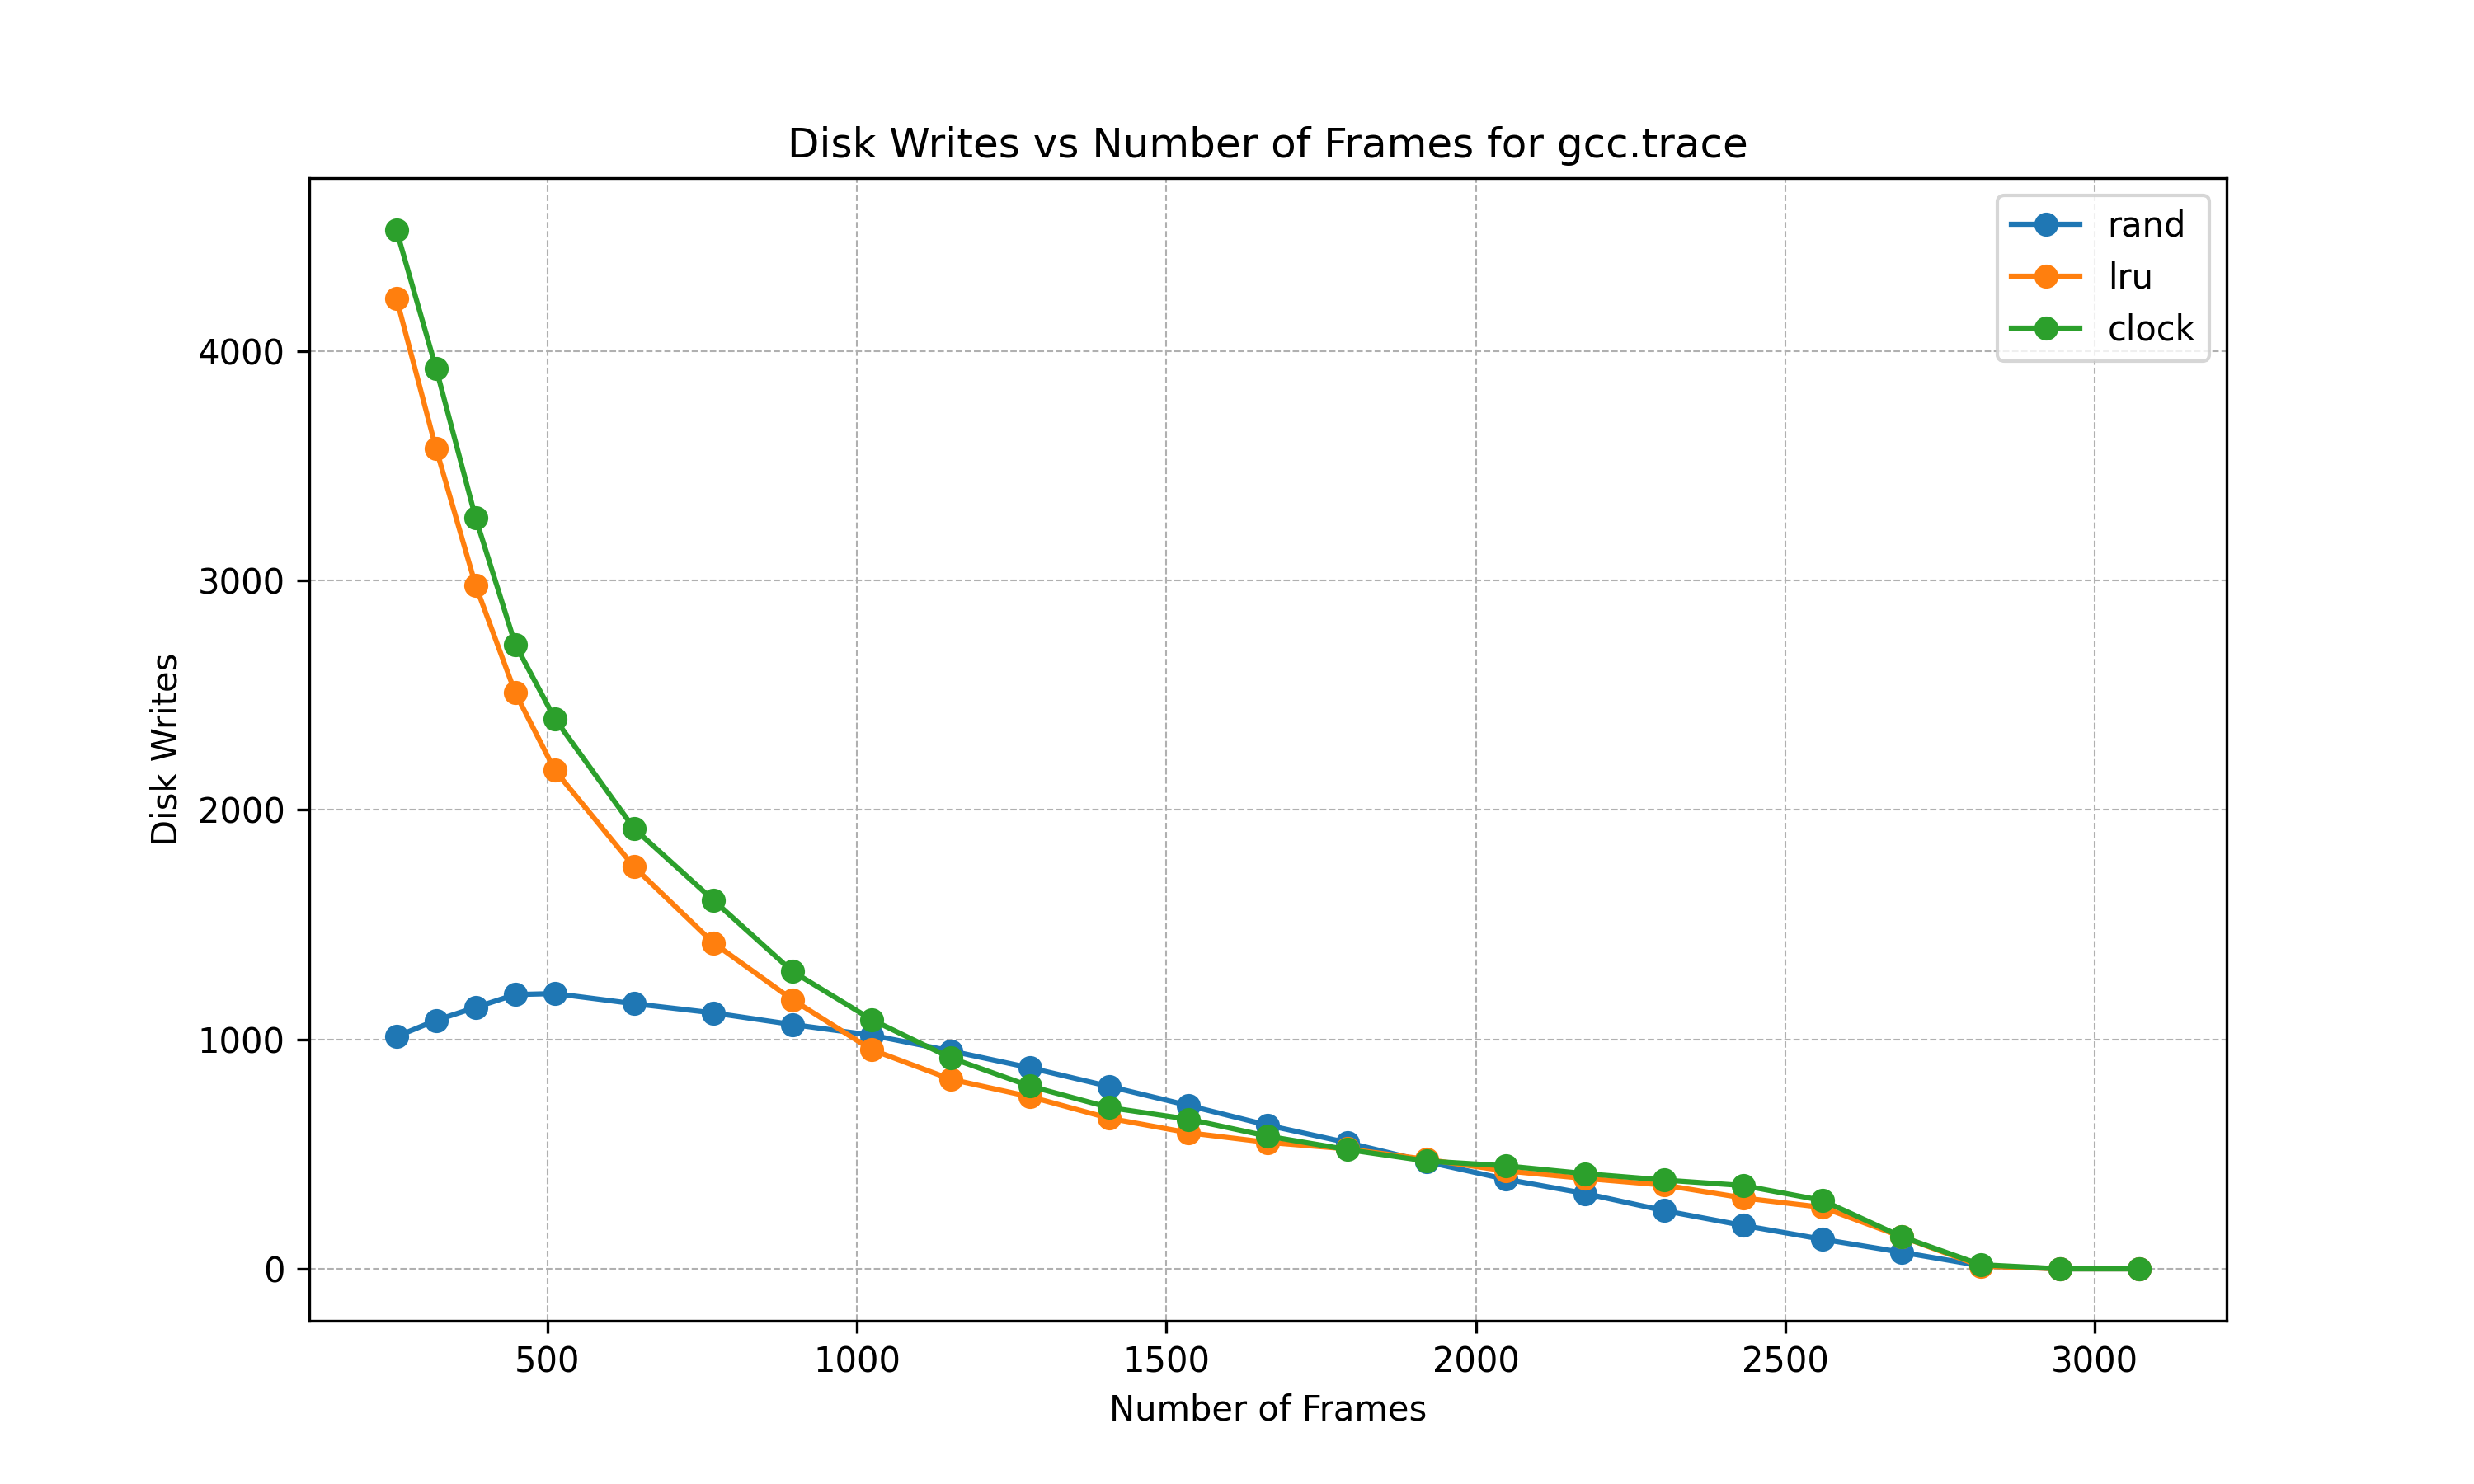 Disk Writes vs Number of Frames for gcc.trace
rand
lru
clock
4000
3000
2000
1000
0
Disk Writes
500
1000
1500
2000
2500
3000
Number of Frames